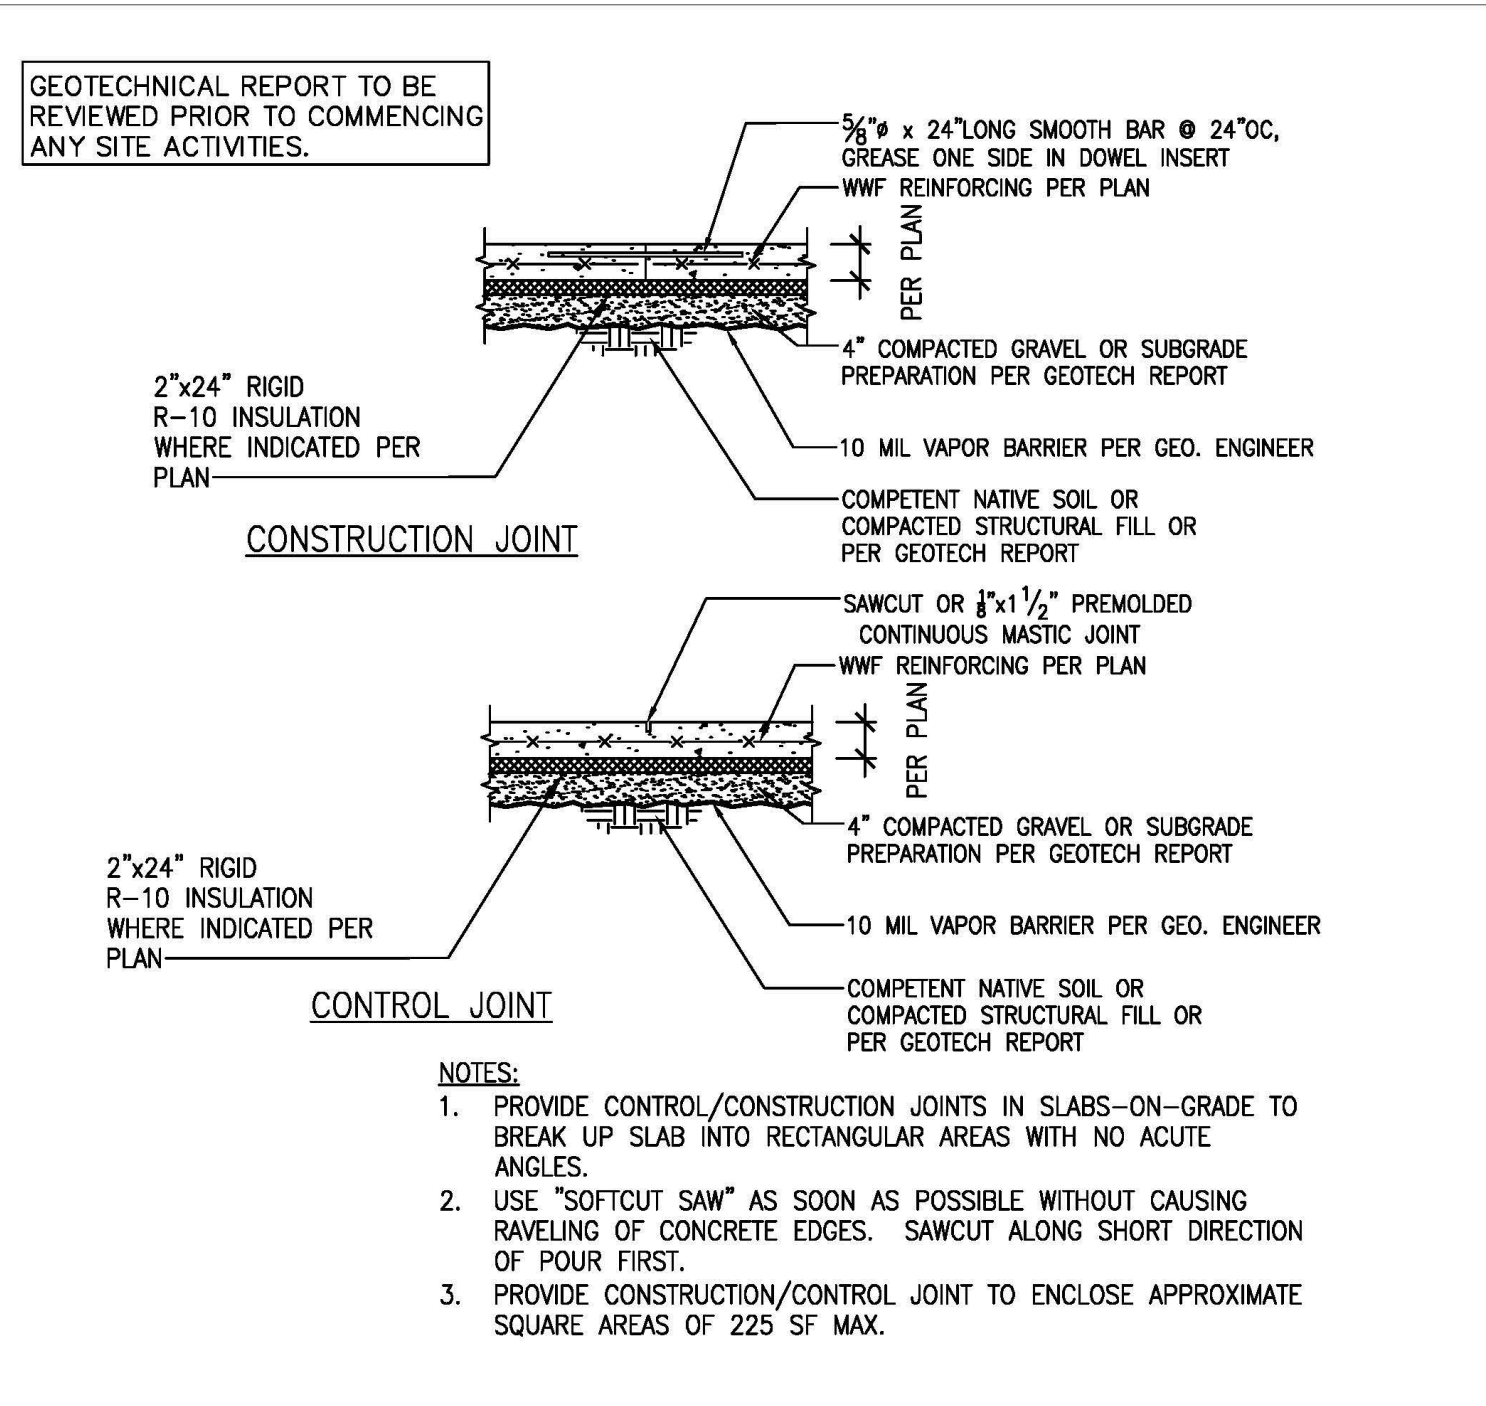 GEOTECHNICAL REPORT TO BE
REVIEWED PRIOR TO COMMENCING
ANY SITE ACTIVITIES.
5/8"ø x 24"LONG SMOOTH BAR @ 24"OC,
GREASE ONE SIDE IN DOWEL INSERT
WWF REINFORCING PER PLAN
PER PLAN
4" COMPACTED GRAVEL OR SUBGRADE
PREPARATION PER GEOTECH REPORT
2"x24" RIGID
R-10 INSULATION
WHERE INDICATED PER
PLAN
10 MIL VAPOR BARRIER PER GEO. ENGINEER
COMPETENT NATIVE SOIL OR
COMPACTED STRUCTURAL FILL OR
PER GEOTECH REPORT
CONSTRUCTION JOINT
SAWCUT OR 1/8"x1 1/2" PREMOLDED
CONTINUOUS MASTIC JOINT
WWF REINFORCING PER PLAN
PER PLAN
4" COMPACTED GRAVEL OR SUBGRADE
PREPARATION PER GEOTECH REPORT
2"x24" RIGID
R-10 INSULATION
WHERE INDICATED PER
PLAN
10 MIL VAPOR BARRIER PER GEO. ENGINEER
COMPETENT NATIVE SOIL OR
COMPACTED STRUCTURAL FILL OR
PER GEOTECH REPORT
CONTROL JOINT
NOTES:
1. PROVIDE CONTROL/CONSTRUCTION JOINTS IN SLABS-ON-GRADE TO
BREAK UP SLAB INTO RECTANGULAR AREAS WITH NO ACUTE
ANGLES.
2. USE "SOFTCUT SAW" AS SOON AS POSSIBLE WITHOUT CAUSING
RAVELING OF CONCRETE EDGES. SAWCUT ALONG SHORT DIRECTION
OF POUR FIRST.
3. PROVIDE CONSTRUCTION/CONTROL JOINT TO ENCLOSE APPROXIMATE
SQUARE AREAS OF 225 SF MAX.